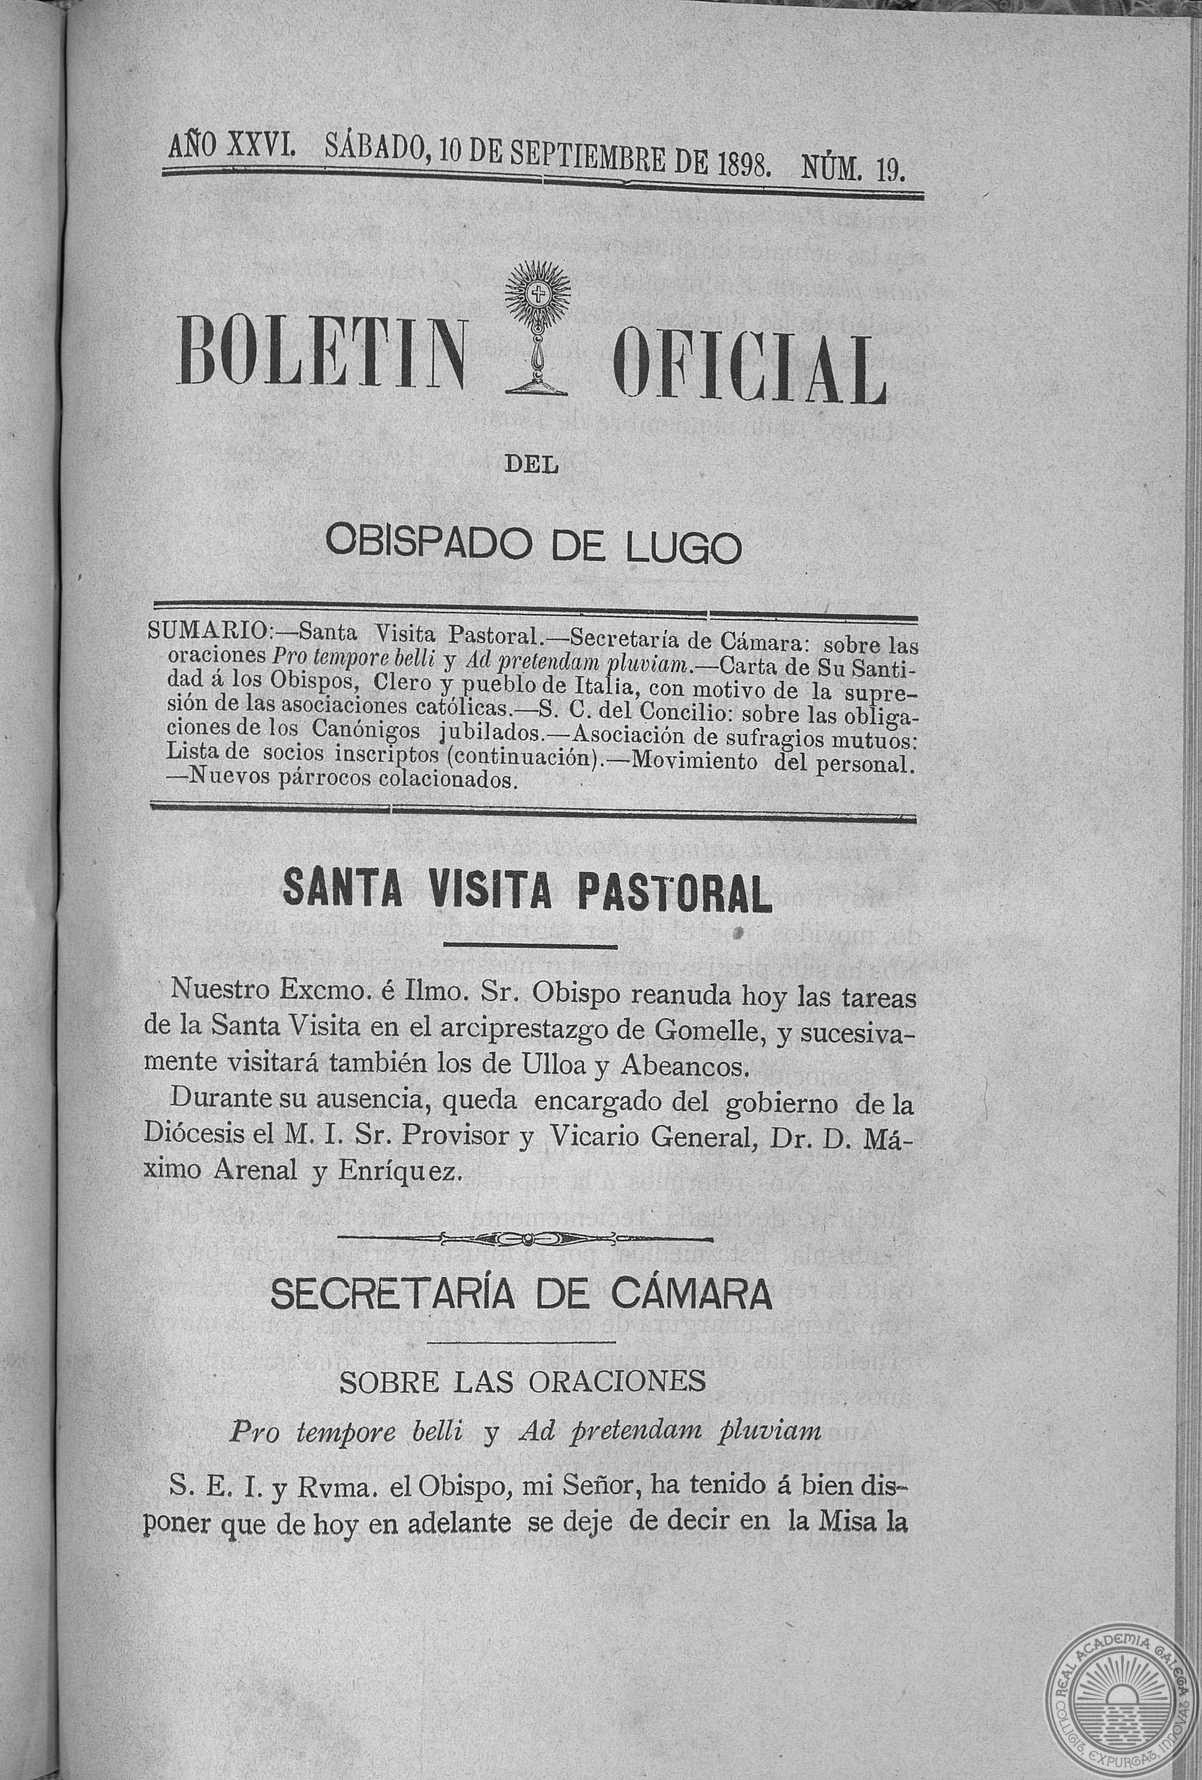 AÑO XXVI. SÁBADO, 10 DE SEPTIEMBRE DE 1898. NÚM. 19.
BOLETIN OFICIAL
DEL
OBISPADO DE LUGO
SUMARIO:—Santa Visita Pastoral.—Secretaría de Cámara: sobre las
oraciones Pro tempore belli y Ad pretendam pluviam.—Carta de Su Santi-
dad á los Obispos, Clero y pueblo de Italia, con motivo de la supre-
sión de las asociaciones católicas.—S. C. del Concilio: sobre las obliga-
ciones de los Canónigos jubilados.—Asociación de sufragios mutuos:
Lista de socios inscriptos (continuación).—Movimiento del personal.
—Nuevos párrocos colacionados.
SANTA VISITA PASTORAL
Nuestro Excmo. é Ilmo. Sr. Obispo reanuda hoy las tareas
de la Santa Visita en el arciprestazgo de Gomelle, y sucesiva-
mente visitará también los de Ulloa y Abeancos.
Durante su ausencia, queda encargado del gobierno de la
Diócesis el M. I. Sr. Provisor y Vicario General, Dr. D. Má-
ximo Arenal y Enríquez.
SECRETARÍA DE CÁMARA
SOBRE LAS ORACIONES
Pro tempore belli y Ad pretendam pluviam
S. E. I. y Rvma. el Obispo, mi Señor, ha tenido á bien dis-
poner que de hoy en adelante se deje de decir en la Misa la
REAL ACADEMIA GALEGA
COLLIGIT, EXPURGAT, INNOVAT